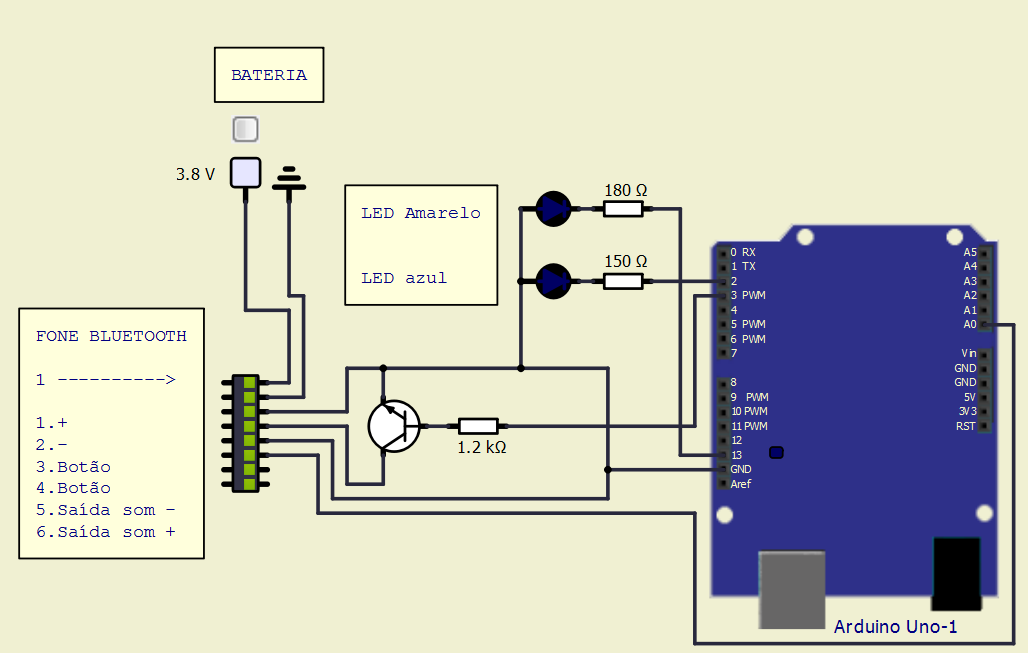 BATERIA
3.8 V
LED Amarelo
LED azul
180 Ω
150 Ω
FONE BLUETOOTH
1 ---------->
1.+
2.-
3.Botão
4.Botão
5.Saída som -
6.Saída som +
1.2 kΩ
0 RX
1 TX
2
3 PWM
4
5 PWM
6 PWM
7
8
9 PWM
10 PWM
11 PWM
12
13
GND
Aref
A5
A4
A3
A2
A1
A0
Vin
GND
GND
5V
3V3
RST
Arduino Uno-1